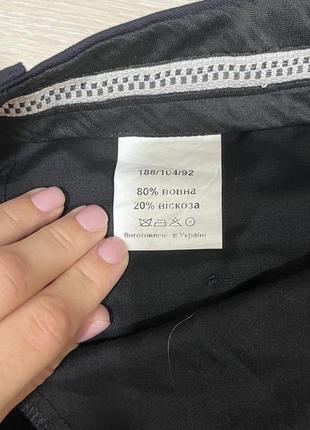 188/104/92
80% вовна
20% віскоза
Виготовлено в Україні